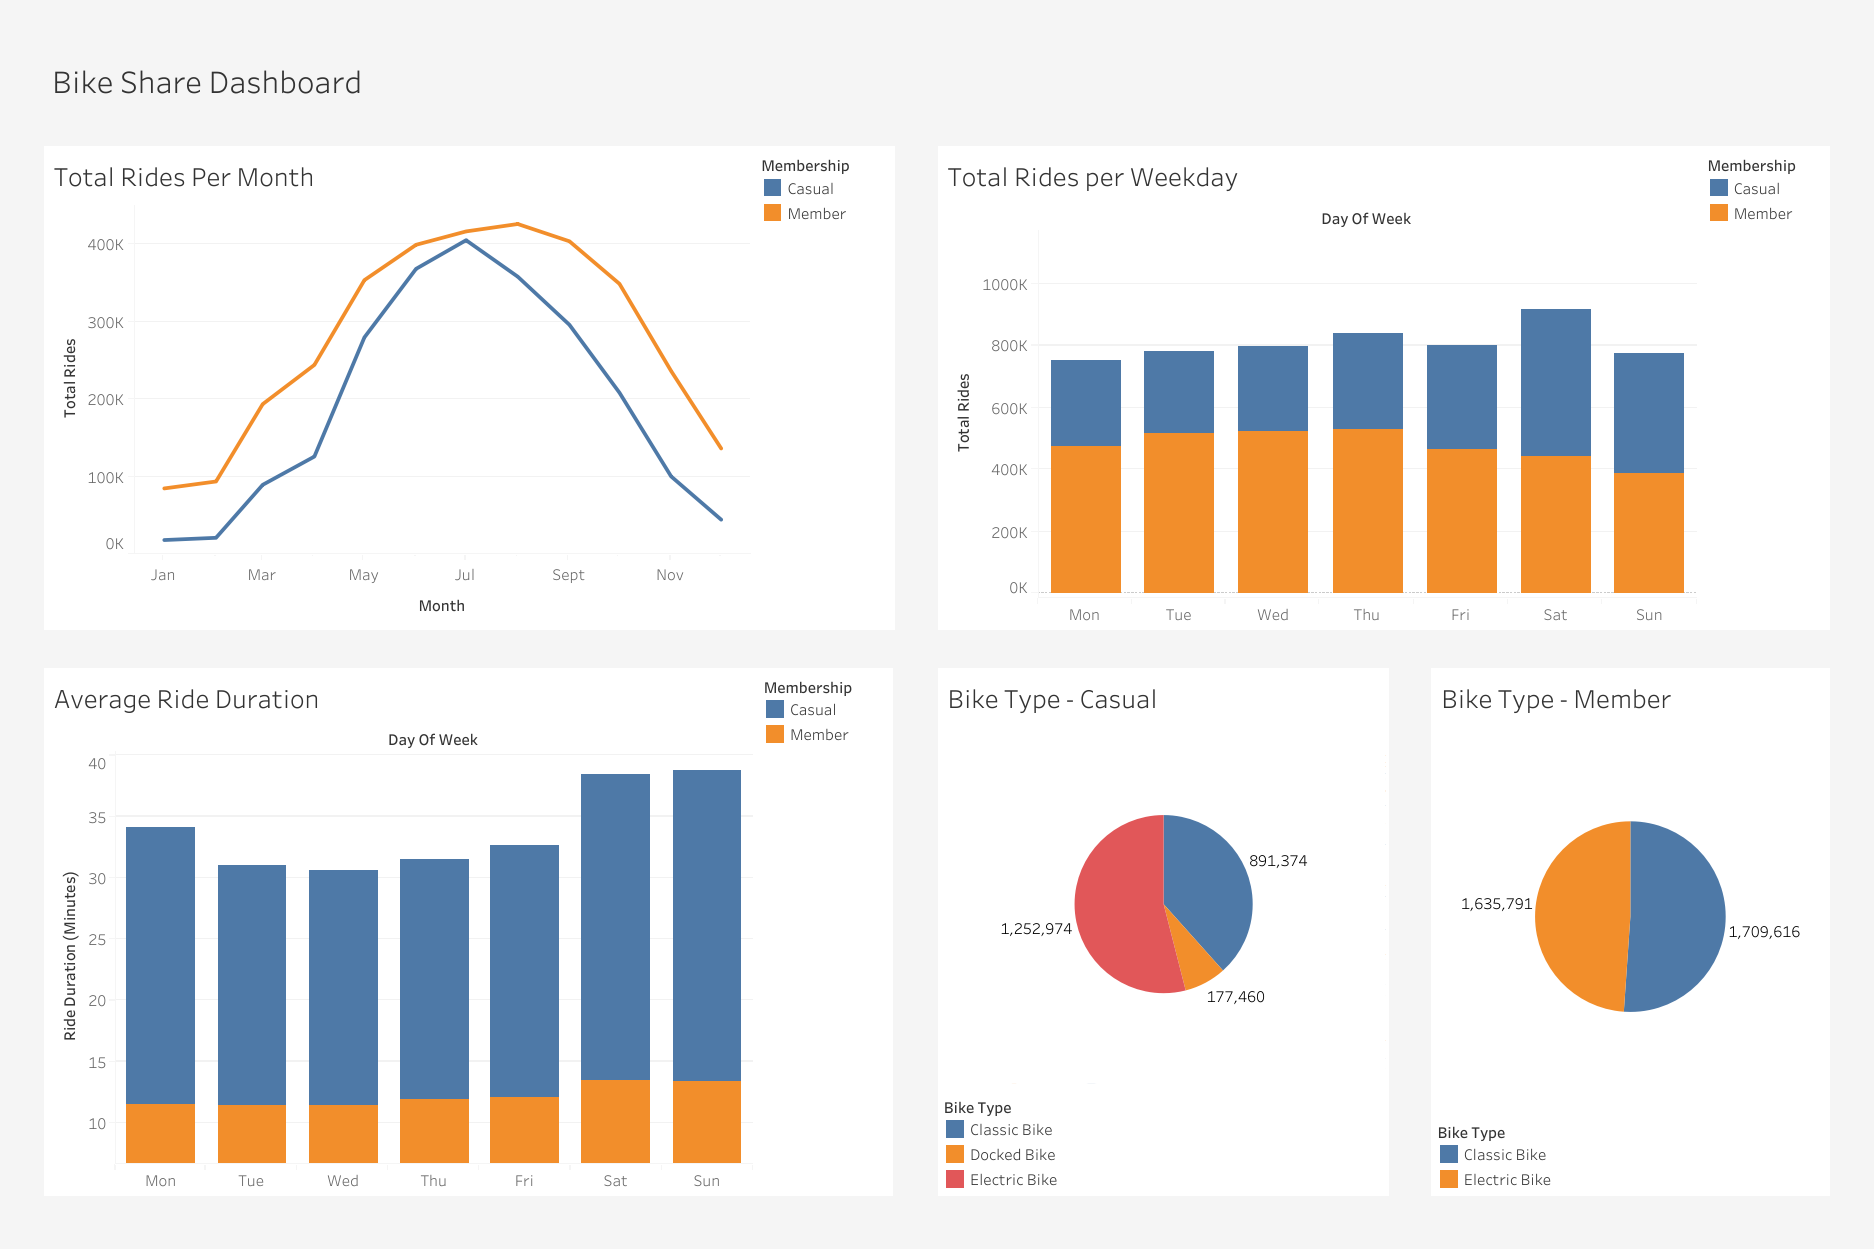 Bike Share Dashboard
Total Rides Per Month
Membership
Casual
Member
400K
300K
200K
100K
0K
Total Rides
Jan Mar May Jul Sept Nov
Month
Total Rides per Weekday
Membership
Casual
Member
Day Of Week
1000K
800K
600K
400K
200K
0K
Total Rides
Mon Tue Wed Thu Fri Sat Sun
Average Ride Duration
Membership
Casual
Member
Day Of Week
40
35
30
25
20
15
10
Ride Duration (Minutes)
Mon Tue Wed Thu Fri Sat Sun
Bike Type - Casual
891,374
1,252,974
177,460
Bike Type
Classic Bike
Docked Bike
Electric Bike
Bike Type - Member
1,635,791
1,709,616
Bike Type
Classic Bike
Electric Bike